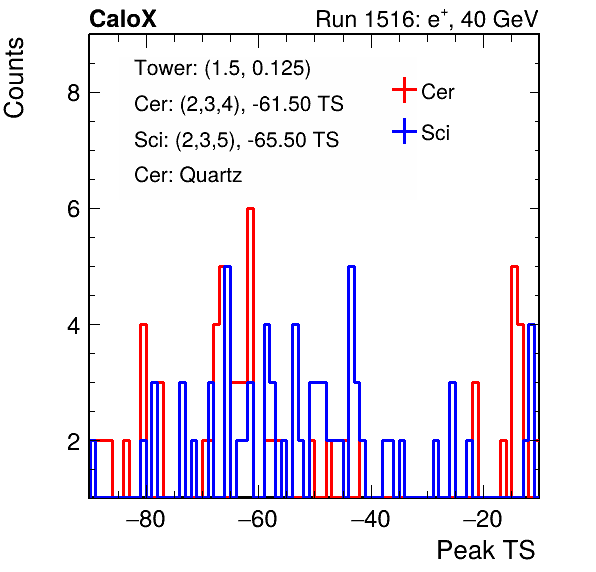 CaloX Run 1516: e⁺, 40 GeV
Counts
Tower: (1.5, 0.125)
Cer: (2,3,4), -61.50 TS
Sci: (2,3,5), -65.50 TS
Cer: Quartz
Cer
Sci
8
6
4
2
−80 −60 −40 −20
Peak TS